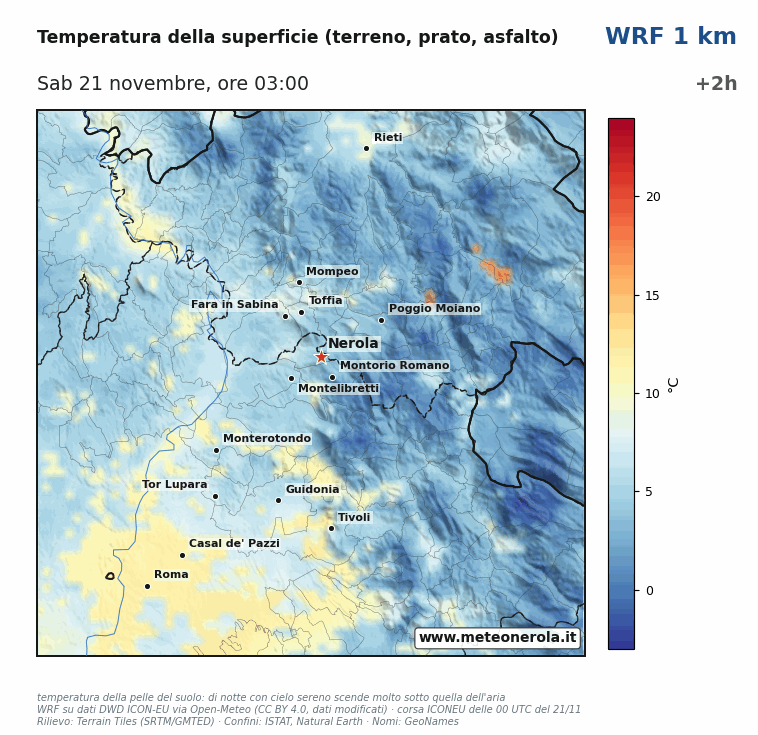 Temperatura della superficie (terreno, prato, asfalto)
WRF 1 km
Sab 21 novembre, ore 03:00
+2h
Rieti
Mompeo
Fara in Sabina
Toffia
Poggio Moiano
Nerola
Montorio Romano
Montelibretti
Monterotondo
Tor Lupara
Guidonia
Tivoli
Casal de' Pazzi
Roma
www.meteonerola.it
20
15
10
5
0
°C
temperatura della pelle del suolo: di notte con cielo sereno scende molto sotto quella dell'aria
WRF su dati DWD ICON-EU via Open-Meteo (CC BY 4.0, dati modificati) · corsa ICONEU delle 00 UTC del 21/11
Rilievo: Terrain Tiles (SRTM/GMTED) · Confini: ISTAT, Natural Earth · Nomi: GeoNames